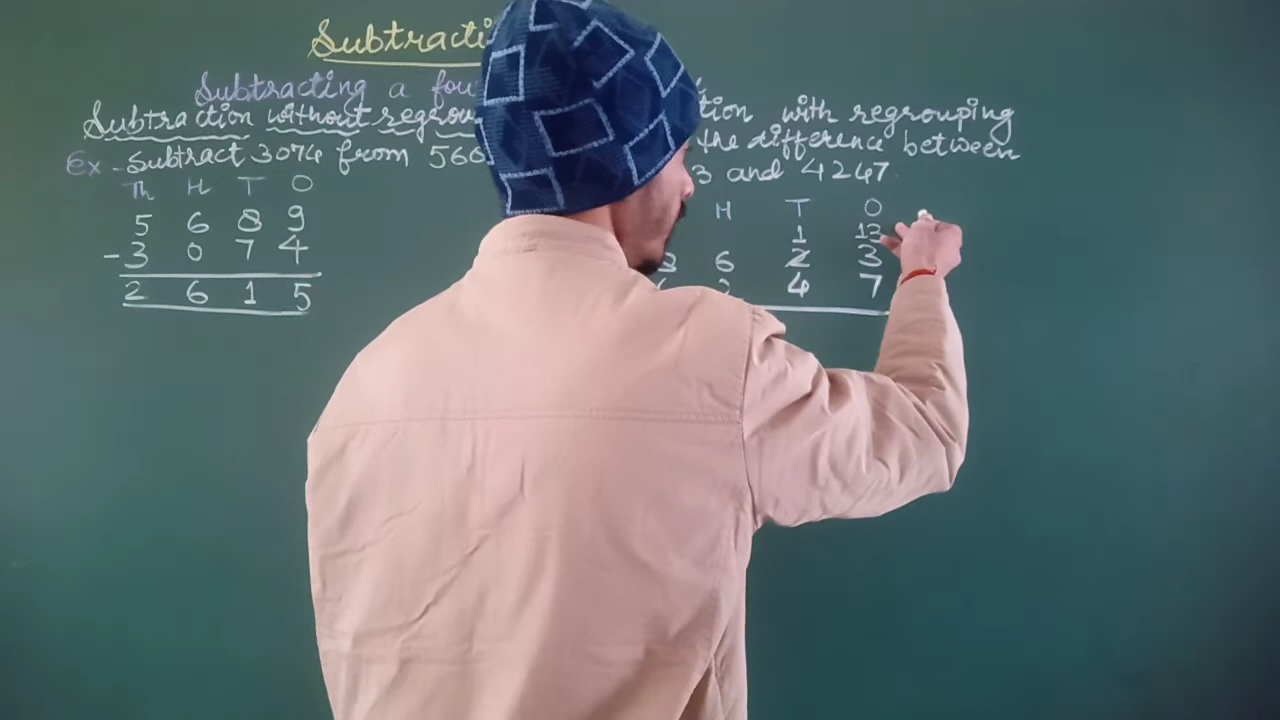 Subtracti
Subtracting a fou
Subtraction without regrou tion with regrouping
Ex - Subtract 3074 from 566 the difference between
3 and 4247.
Th H T O
5 6 8 9
-3 0 7 4
2 6 1 5
H T O
1 13
3 6 2 3
4 7